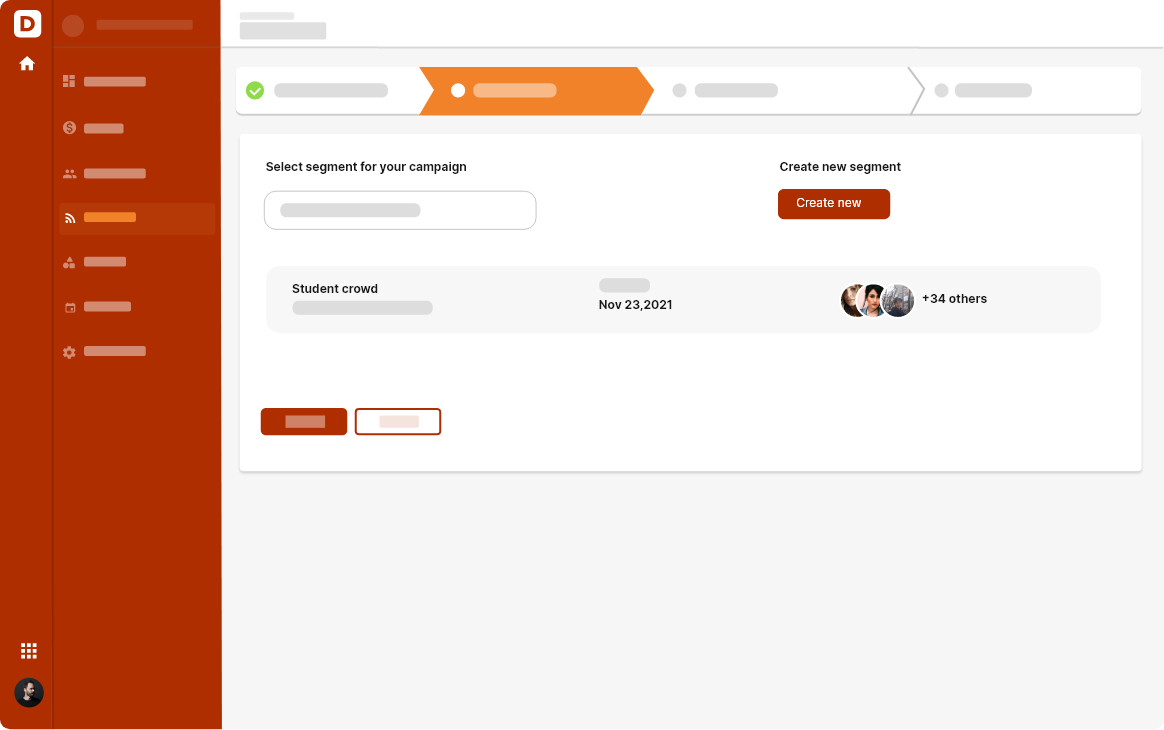 D
Select segment for your campaign
Create new segment
Create new
Student crowd
Nov 23,2021
+34 others